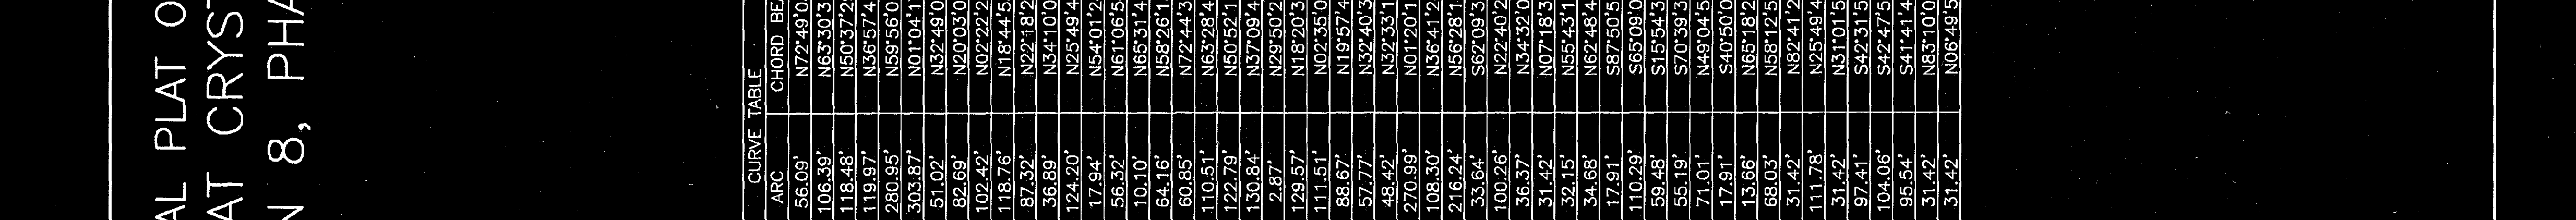 AL PLAT O
AT CRYST
N 8, PHA
CURVE TABLE
ARC CHORD BE
56.09' N72°49'0
106.39' N63°30'3
118.48' N50°37'2
119.97' N36°57'4
280.95' N59°56'0
303.87' N01°04'1
51.02' N32°49'0
82.69' N20°03'0
102.42' N02°22'2
118.76' N18°44'5
87.32' N22°18'2
36.89' N34°10'0
124.20' N25°49'4
17.94' N54°01'2
56.32' N61°06'5
10.10' N65°31'4
64.16' N58°26'1
60.85' N72°44'3
110.51' N63°28'4
122.79' N50°52'1
130.84' N37°09'4
2.87' N29°50'2
129.57' N18°20'3
111.51' N02°35'0
88.67' N19°57'4
57.77' N32°40'3
48.42' N32°33'1
270.99' N01°20'1
108.30' N36°41'2
216.24' N56°28'1
33.64' S62°09'3
100.26' N22°40'2
36.37' N34°32'0
31.42' N07°18'3
32.15' N55°43'1
34.68' N62°48'4
17.91' S87°50'5
110.29' S65°09'0
59.48' S15°54'3
55.19' S70°39'3
71.01' N49°04'5
17.91' S40°50'0
13.66' N65°18'2
68.03' N58°12'5
31.42' N82°41'2
111.78' N25°49'4
31.42' N31°01'5
97.41' S42°31'5
104.06' S42°47'5
95.54' S41°41'4
31.42' N83°10'0
31.42' N06°49'5